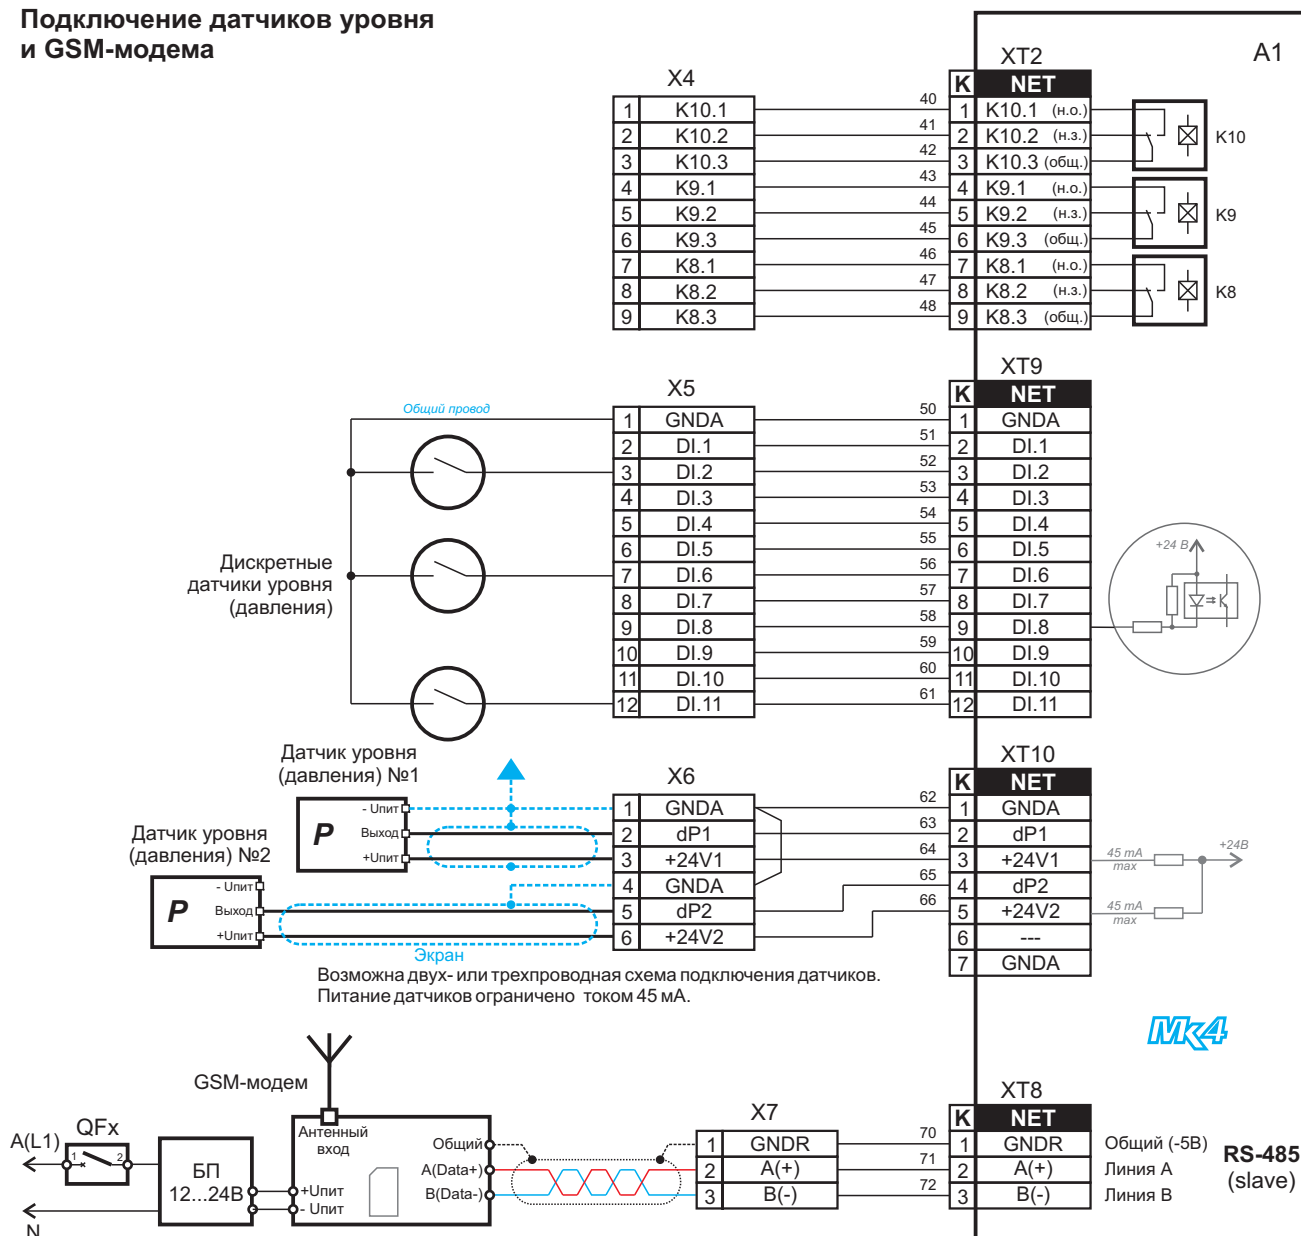 Подключение датчиков уровня
и GSM-модема
A1
X4
XT2
K NET
1 K10.1 40 1 K10.1 (н.о.)
2 K10.2 41 2 K10.2 (н.з.) K10
3 K10.3 42 3 K10.3 (общ.)
4 K9.1 43 4 K9.1 (н.о.)
5 K9.2 44 5 K9.2 (н.з.) K9
6 K9.3 45 6 K9.3 (общ.)
7 K8.1 46 7 K8.1 (н.о.)
8 K8.2 47 8 K8.2 (н.з.) K8
9 K8.3 48 9 K8.3 (общ.)
X5
XT9
K NET
Общий провод
1 GNDA 50 1 GNDA
2 DI.1 51 2 DI.1
3 DI.2 52 3 DI.2
4 DI.3 53 4 DI.3
5 DI.4 54 5 DI.4
6 DI.5 55 6 DI.5
7 DI.6 56 7 DI.6
8 DI.7 57 8 DI.7
9 DI.8 58 9 DI.8
10 DI.9 59 10 DI.9
11 DI.10 60 11 DI.10
12 DI.11 61 12 DI.11
+24 В
Дискретные
датчики уровня
(давления)
Датчик уровня
(давления) №1
P
- Uпит
Выход
+Uпит
Датчик уровня
(давления) №2
P
- Uпит
Выход
+Uпит
X6
XT10
K NET
1 GNDA 62 1 GNDA
2 dP1 63 2 dP1
3 +24V1 64 3 +24V1
4 GNDA 65 4 dP2
5 dP2 66 5 +24V2
6 +24V2 6 ---
7 GNDA
45 mA
max
+24В
45 mA
max
Экран
Возможна двух- или трехпроводная схема подключения датчиков.
Питание датчиков ограничено током 45 мА.
Мк4
GSM-модем
A(L1)
QFx
1 2
N
БП
12...24В
Антенный
вход
+Uпит
- Uпит
Общий
A(Data+)
B(Data-)
X7
XT8
K NET
1 GNDR 70 1 GNDR Общий (-5В)
2 A(+) 71 2 A(+) Линия А
3 B(-) 72 3 B(-) Линия В
RS-485
(slave)